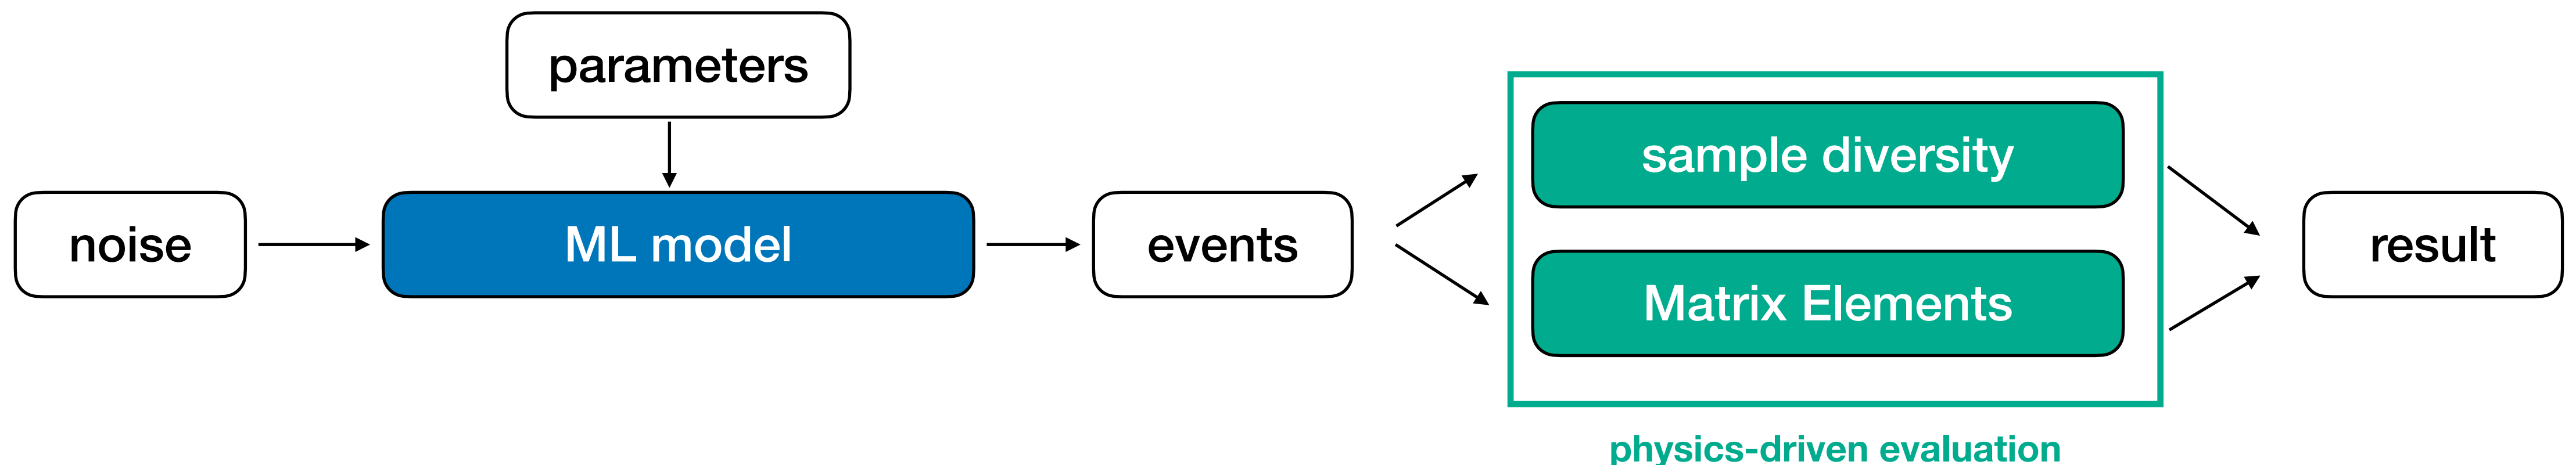 parameters
noise
ML model
events
sample diversity
Matrix Elements
result
physics-driven evaluation